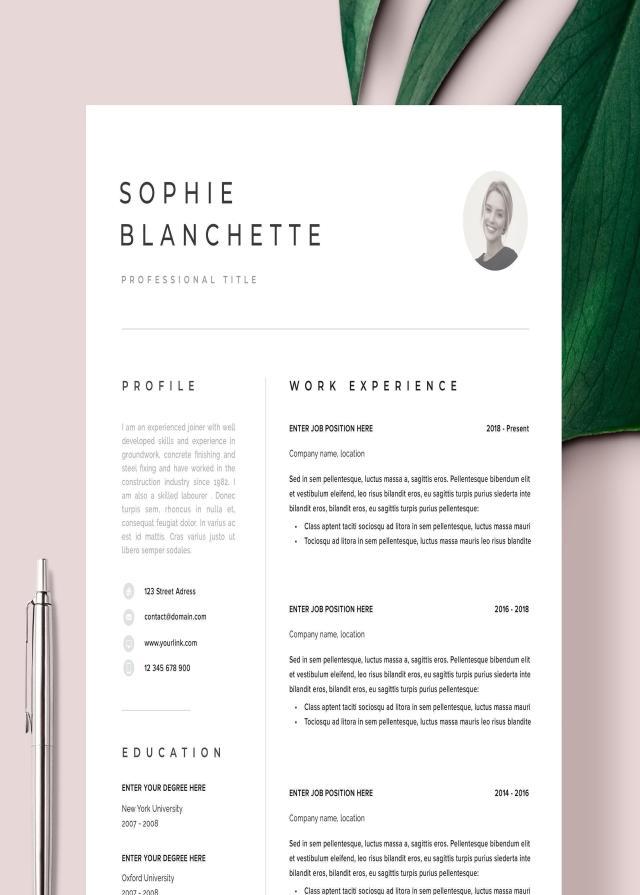 SOPHIE
BLANCHETTE
PROFESSIONAL TITLE
PROFILE
I am an experienced joiner with well
developed skills and experience in
groundwork, concrete finishing and
steel fixing and have worked in the
construction industry since 1982. I
am also a skilled labourer . Donec
turpis sem, rhoncus in nulla et,
consequat feugiat dolor. In varius ac
est id mattis. Cras varius justo ut
libero semper sodales.
123 Street Adress
contact@domain.com
www.yourlink.com
12 345 678 900
EDUCATION
ENTER YOUR DEGREE HERE
New York University
2007 - 2008
ENTER YOUR DEGREE HERE
Oxford University
2007 - 2008
WORK EXPERIENCE
ENTER JOB POSITION HERE 2018 - Present
Company name, location
Sed in sem pellentesque, luctus massa a, sagittis eros. Pellentesque bibendum elit
et vestibulum eleifend, leo risus bilandit eros, eu sagittis turpis purius siederta inte
bilandit eros, bilandit eros, eu sagittis turpis purius pellentesque:
• Class aptent taciti sociosqu ad litora in sem pellentesque, luctus massa mauri
• Tociosqu ad litora in sem pellentesque, luctus massa mauris leo risus blandite
ENTER JOB POSITION HERE 2016 - 2018
Company name, location
Sed in sem pellentesque, luctus massa a, sagittis eros. Pellentesque bibendum elit
et vestibulum eleifend, leo risus bilandit eros, eu sagittis turpis purius siederta inte
bilandit eros, bilandit eros, eu sagittis turpis purius pellentesque:
• Class aptent taciti sociosqu ad litora in sem pellentesque, luctus massa mauri
• Tociosqu ad litora in sem pellentesque, luctus massa mauris leo risus blandite
ENTER JOB POSITION HERE 2014 - 2016
Company name, location
Sed in sem pellentesque, luctus massa a, sagittis eros. Pellentesque bibendum elit
et vestibulum eleifend, leo risus bilandit eros, eu sagittis turpis purius siederta inte
bilandit eros, bilandit eros, eu sagittis turpis purius pellentesque:
• Class aptent taciti sociosqu ad litora in sem pellentesque, luctus massa mauri